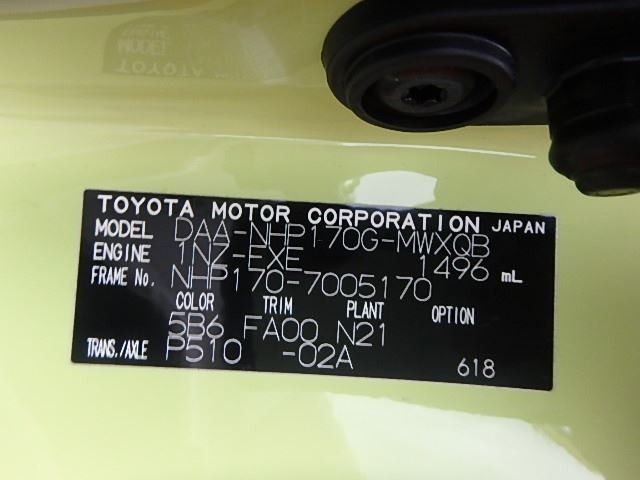 TOYOTA MOTOR CORPORATION JAPAN
MODEL DAA-NHP170G-MWXQB
ENGINE 1NZ-EXE 1496 mL
FRAME No. NHP170-7005170
COLOR TRIM PLANT OPTION
5B6 FA00 N21
TRANS./AXLE P510 -02A
618